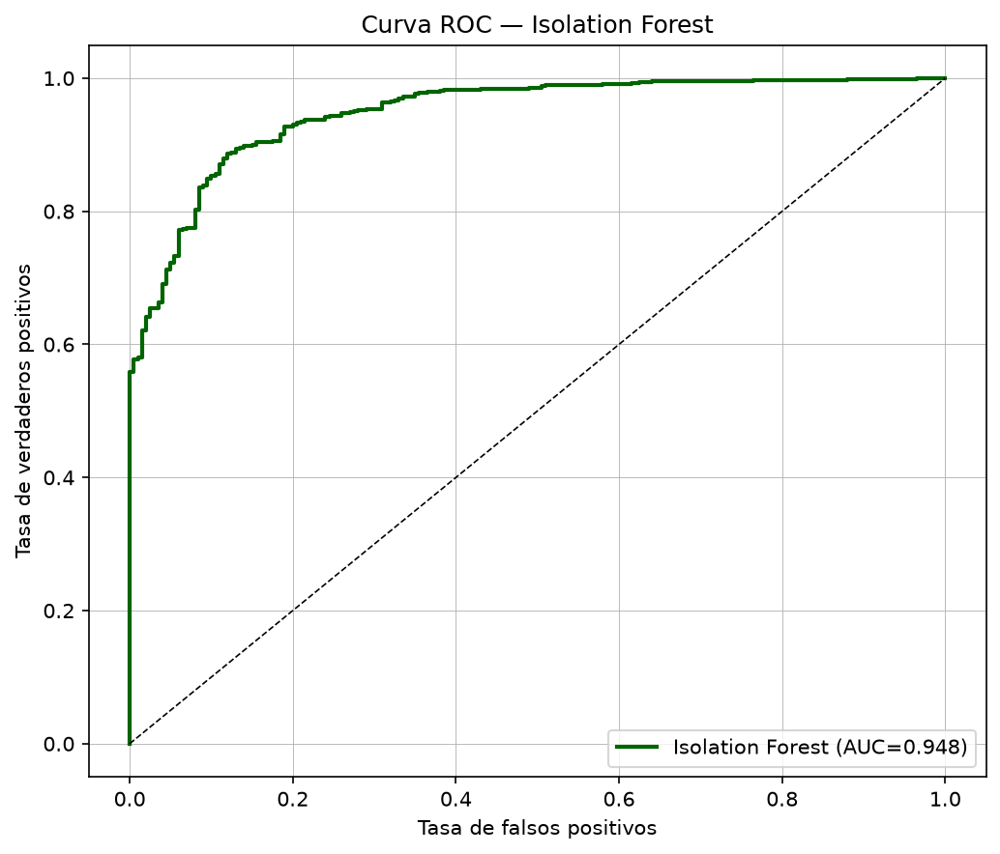 Curva ROC — Isolation Forest
1.0
0.8
0.6
0.4
0.2
0.0
Tasa de verdaderos positivos
Isolation Forest (AUC=0.948)
0.0 0.2 0.4 0.6 0.8 1.0
Tasa de falsos positivos